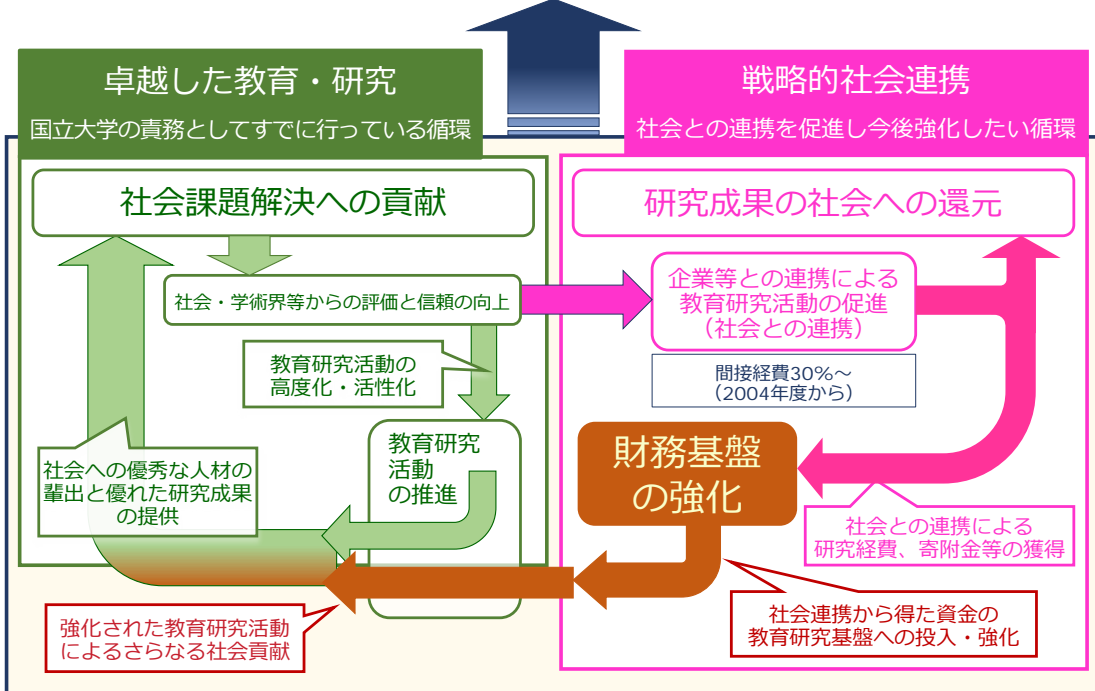 卓越した教育・研究
国立大学の責務としてすでに行っている循環
戦略的社会連携
社会との連携を促進し今後強化したい循環
社会課題解決への貢献
社会・学術界等からの評価と信頼の向上
教育研究活動の
高度化・活性化
教育研究
活動
の推進
社会への優秀な人材の
輩出と優れた研究成果
の提供
強化された教育研究活動
によるさらなる社会貢献
研究成果の社会への還元
企業等との連携による
教育研究活動の促進
（社会との連携）
間接経費30%～
（2004年度から）
財務基盤
の強化
社会との連携による
研究経費、寄附金等の獲得
社会連携から得た資金の
教育研究基盤への投入・強化